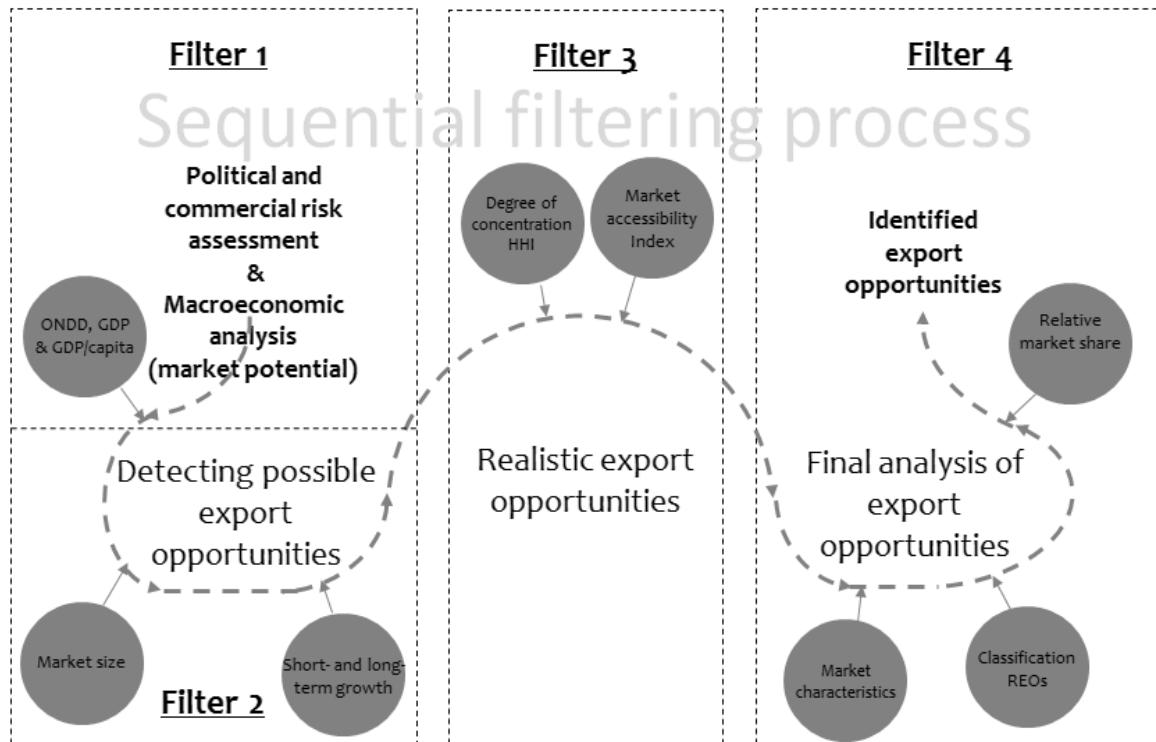 Sequential filtering process
Filter 1
Political and
commercial risk
assessment
&
Macroeconomic
analysis
(market potential)
ONDD, GDP
& GDP/capita
Detecting possible
export
opportunities
Market size
Short- and long-
term growth
Filter 2
Filter 3
Degree of
concentration
HHI
Market
accessibility
Index
Realistic export
opportunities
Filter 4
Identified
export
opportunities
Relative
market share
Final analysis of
export
opportunities
Market
characteristics
Classification
REOs